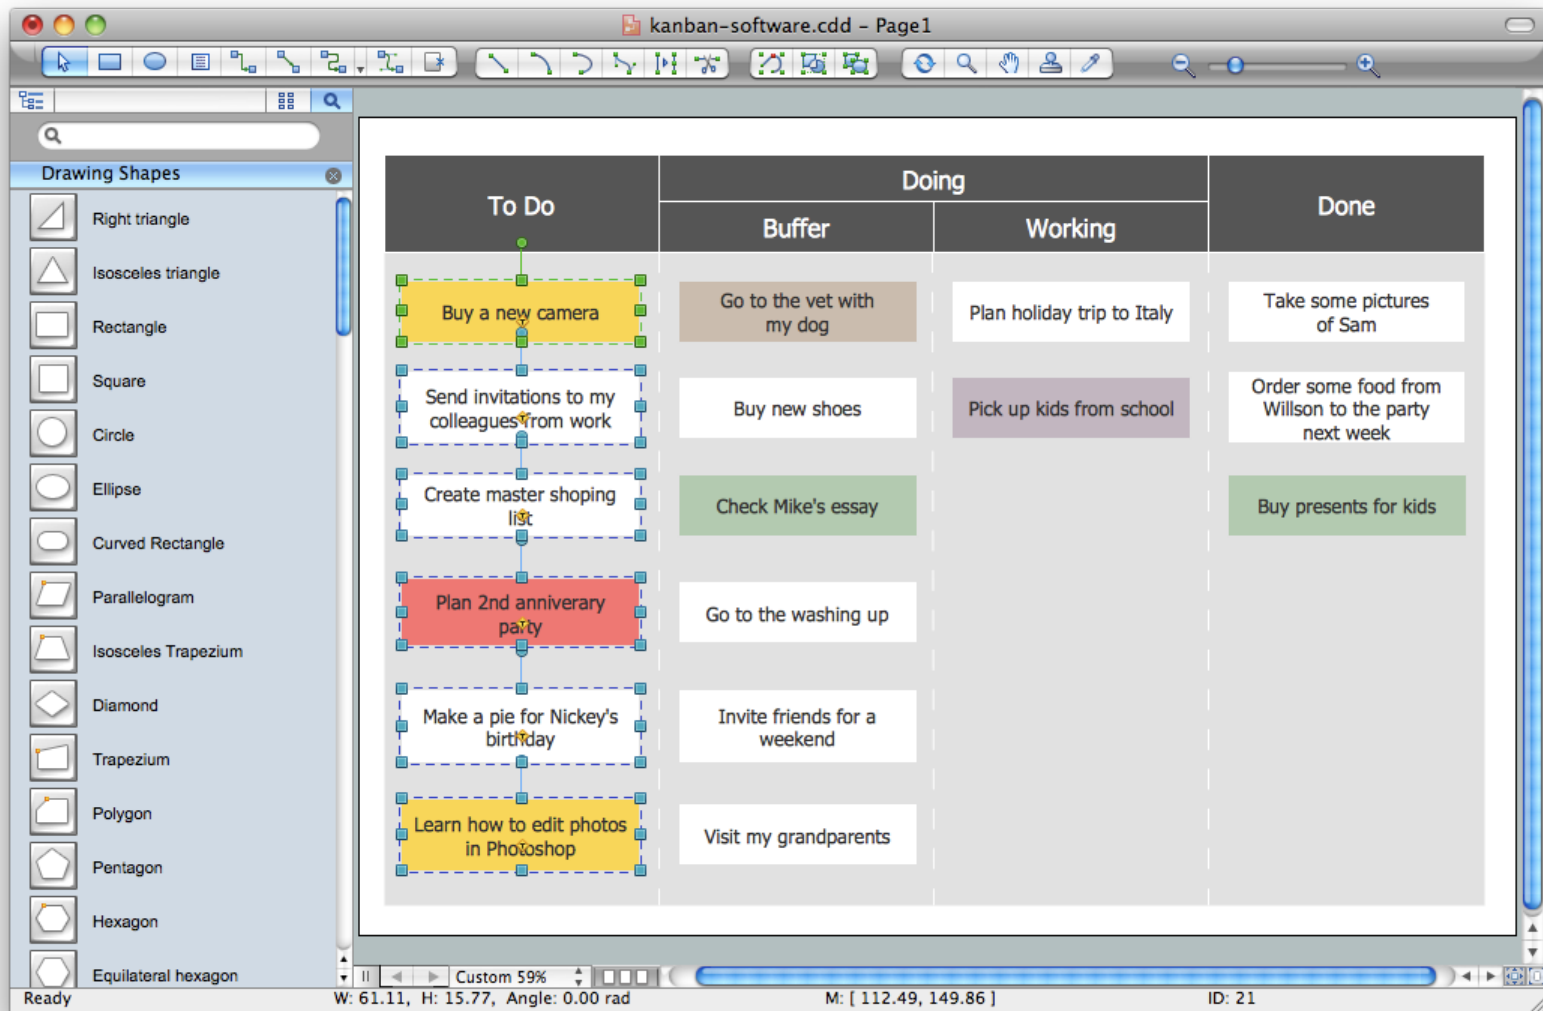 kanban-software.cdd – Page1
Drawing Shapes
Right triangle
Isosceles triangle
Rectangle
Square
Circle
Ellipse
Curved Rectangle
Parallelogram
Isosceles Trapezium
Diamond
Trapezium
Polygon
Pentagon
Hexagon
Equilateral hexagon
To Do
Doing
Buffer
Working
Done
Buy a new camera
Send invitations to my
colleagues from work
Create master shoping
list
Plan 2nd anniverary
party
Make a pie for Nickey's
birthday
Learn how to edit photos
in Photoshop
Go to the vet with
my dog
Buy new shoes
Check Mike's essay
Go to the washing up
Invite friends for a
weekend
Visit my grandparents
Plan holiday trip to Italy
Pick up kids from school
Take some pictures
of Sam
Order some food from
Willson to the party
next week
Buy presents for kids
Custom 59%
Ready
W: 61.11, H: 15.77, Angle: 0.00 rad
M: [ 112.49, 149.86 ]
ID: 21